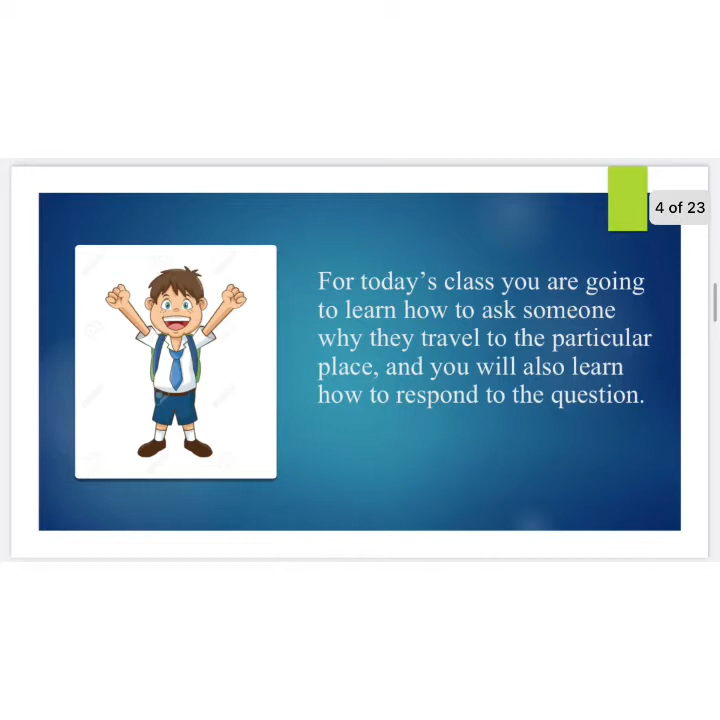 4 of 23
For today’s class you are going
to learn how to ask someone
why they travel to the particular
place, and you will also learn
how to respond to the question.